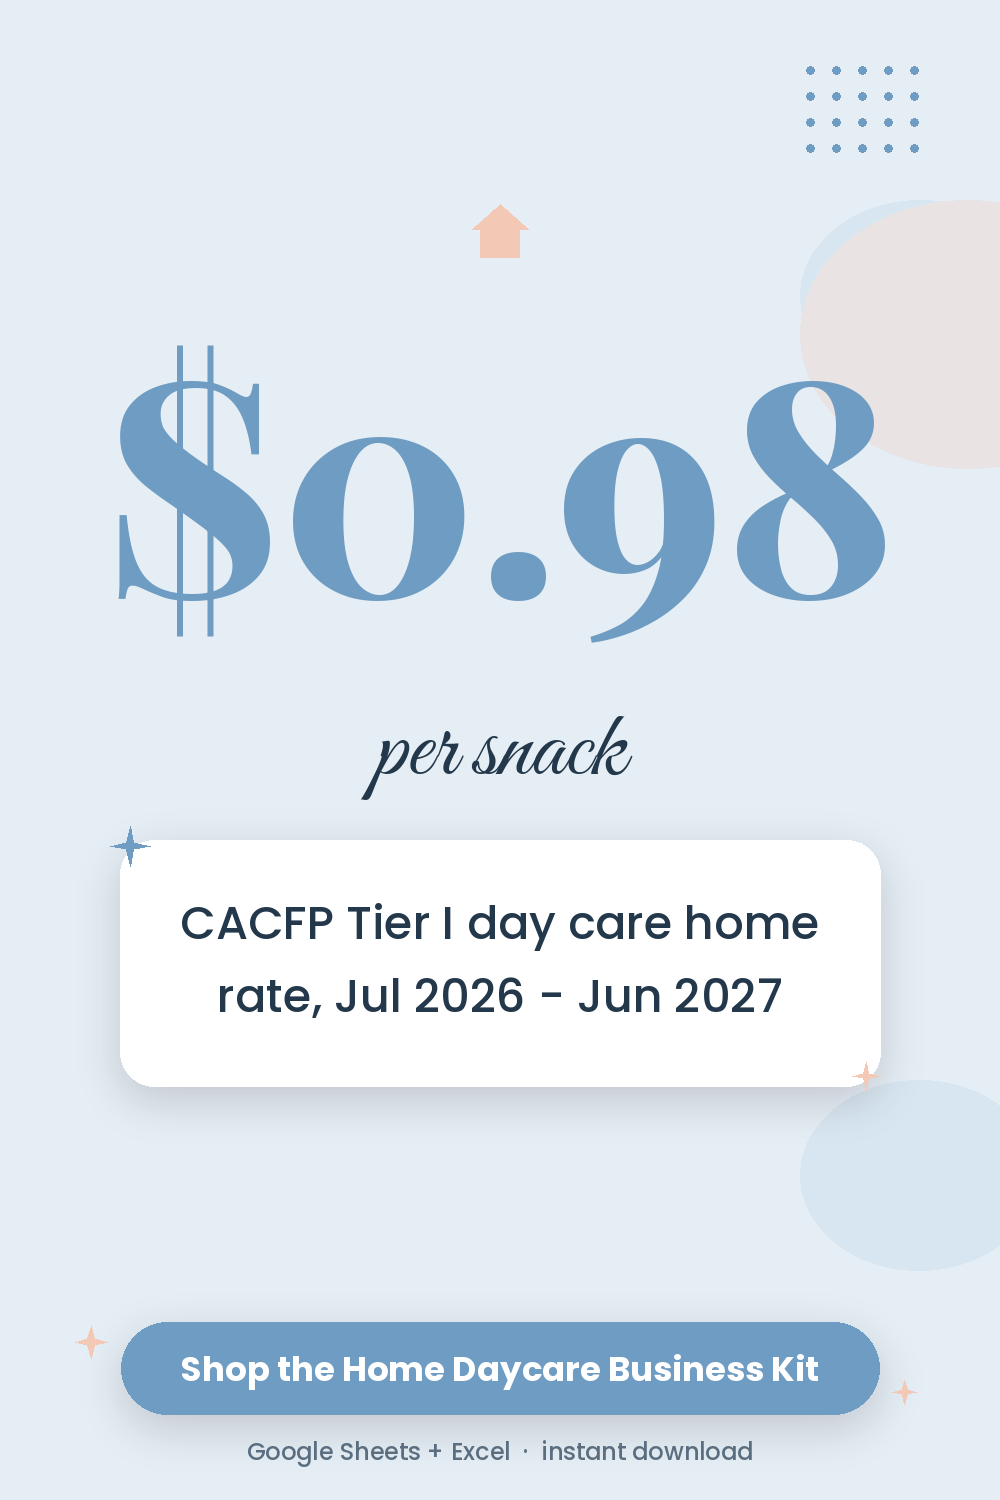 $0.98
per snack
CACFP Tier I day care home
rate, Jul 2026 - Jun 2027
Shop the Home Daycare Business Kit
Google Sheets + Excel · instant download